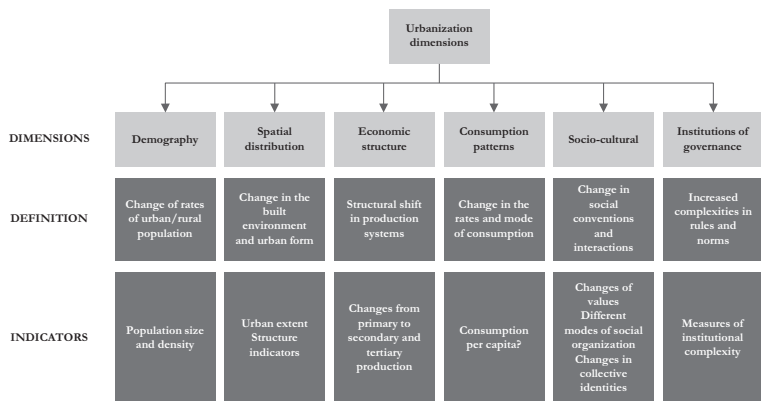 Urbanization
dimensions
DIMENSIONS
Demography
Spatial
distribution
Economic
structure
Consumption
patterns
Socio-cultural
Institutions of
governance
DEFINITION
Change of rates
of urban/rural
population
Change in the
built
environment
and urban form
Structural shift
in production
systems
Change in the
rates and mode
of consumption
Change in
social
conventions
and
interactions
Increased
complexities in
rules and
norms
INDICATORS
Population size
and density
Urban extent
Structure
indicators
Changes from
primary to
secondary and
tertiary
production
Consumption
per capita?
Changes of
values
Different
modes of social
organization
Changes in
collective
identities
Measures of
institutional
complexity